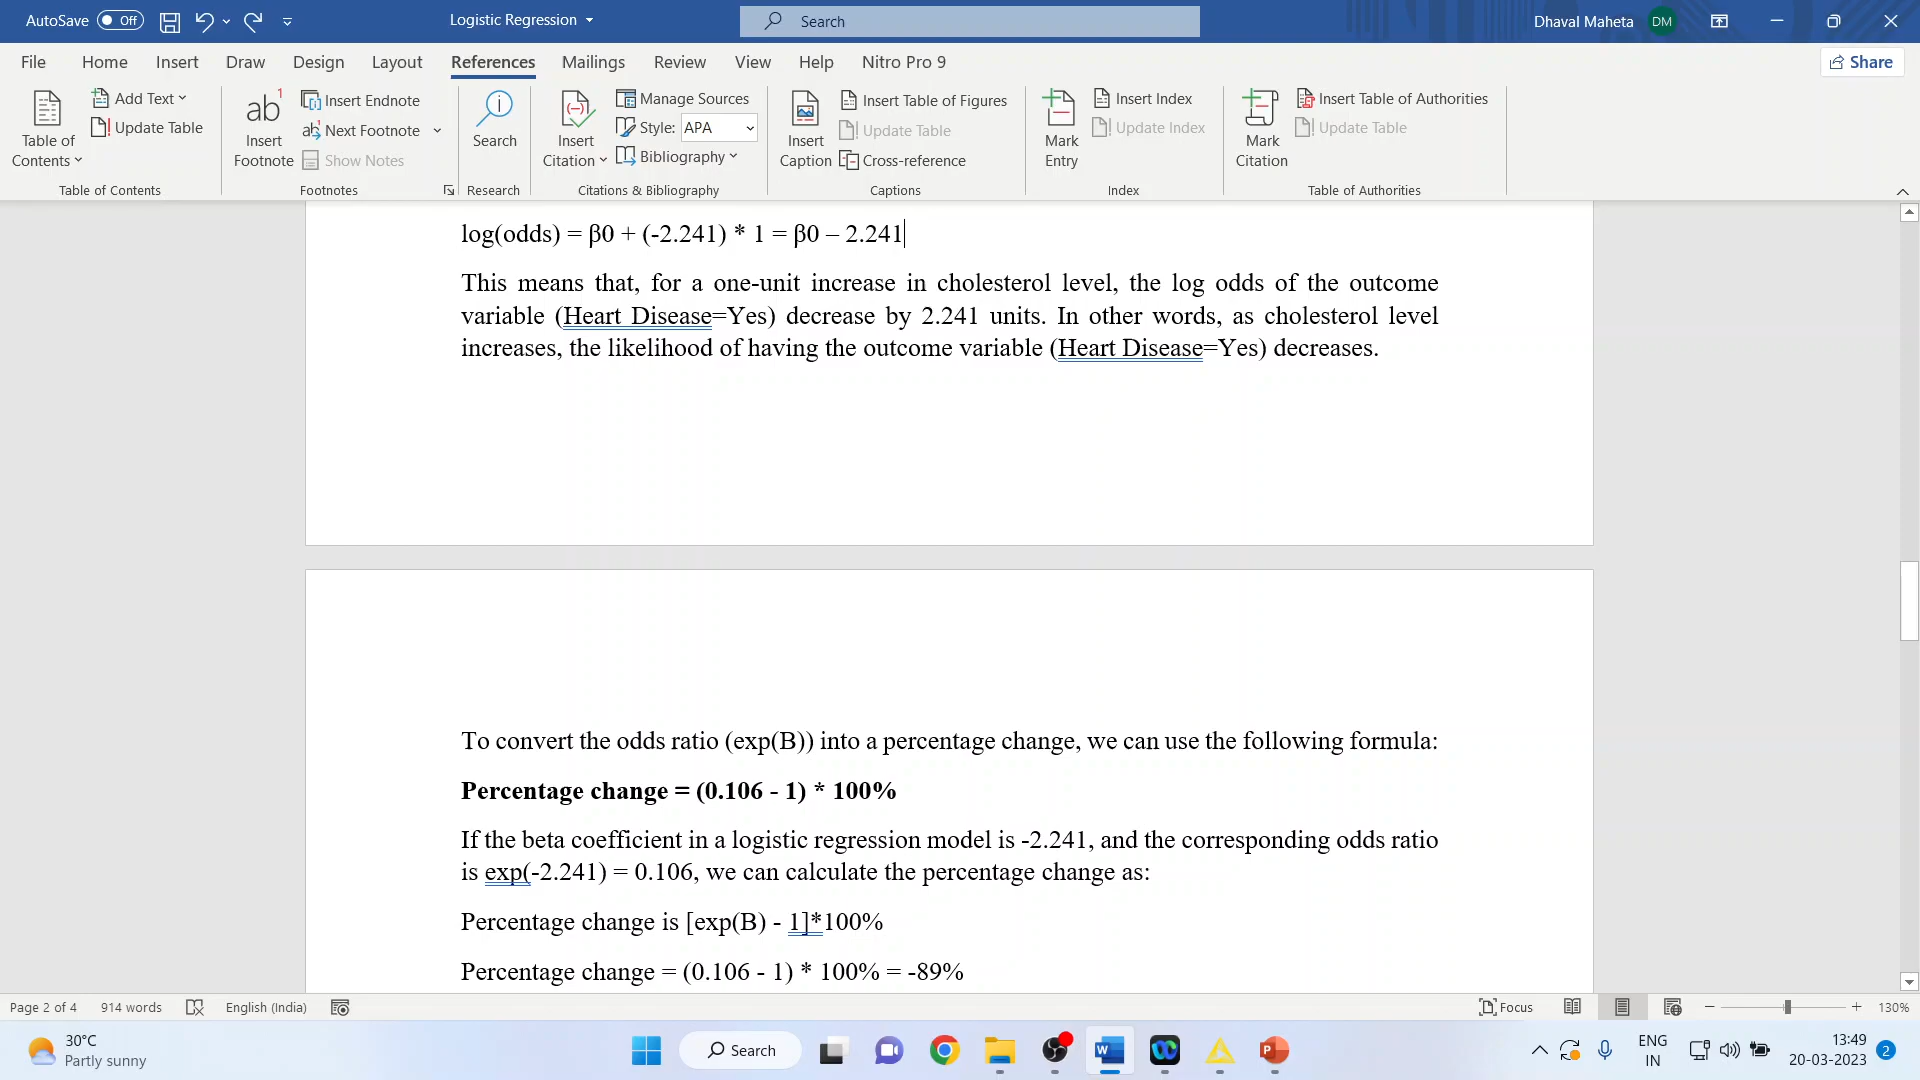 AutoSave Off Logistic Regression Search Dhaval Maheta DM
File Home Insert Draw Design Layout References Mailings Review View Help Nitro Pro 9 Share
Table of Contents
Add Text
Update Table
Table of Contents
ab1
Insert Footnote
Insert Endnote
Next Footnote
Show Notes
Footnotes
Search
Research
Insert Citation
Manage Sources
Style: APA
Bibliography
Citations & Bibliography
Insert Caption
Insert Table of Figures
Update Table
Cross-reference
Captions
Mark Entry
Insert Index
Update Index
Index
Mark Citation
Insert Table of Authorities
Update Table
Table of Authorities
log(odds) = β0 + (-2.241) * 1 = β0 – 2.241
This means that, for a one-unit increase in cholesterol level, the log odds of the outcome
variable (Heart Disease=Yes) decrease by 2.241 units. In other words, as cholesterol level
increases, the likelihood of having the outcome variable (Heart Disease=Yes) decreases.
To convert the odds ratio (exp(B)) into a percentage change, we can use the following formula:
Percentage change = (0.106 - 1) * 100%
If the beta coefficient in a logistic regression model is -2.241, and the corresponding odds ratio
is exp(-2.241) = 0.106, we can calculate the percentage change as:
Percentage change is [exp(B) - 1]*100%
Percentage change = (0.106 - 1) * 100% = -89%
Page 2 of 4 914 words English (India) Focus 130%
30°C
Partly sunny
Search
ENG
IN
13:49
20-03-2023
2